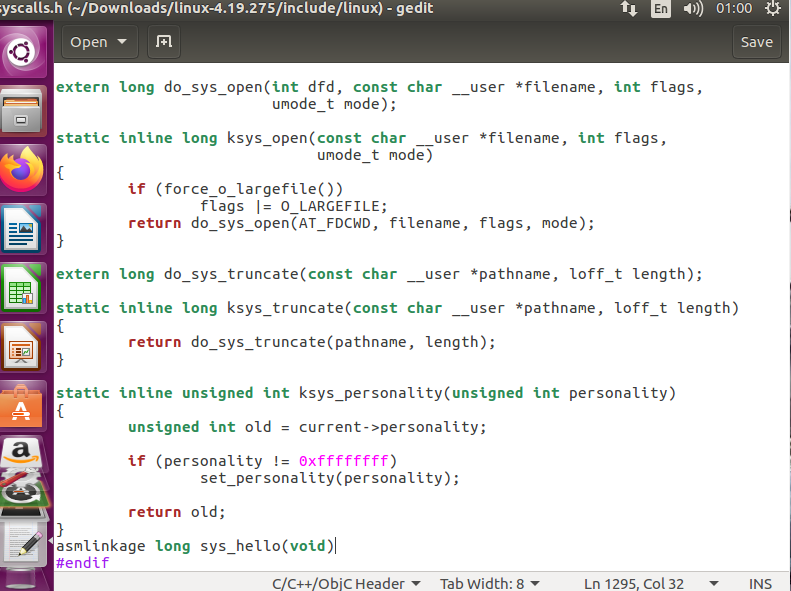 syscalls.h (~/Downloads/linux-4.19.275/include/linux) - gedit
En
01:00
Open
Save
extern long do_sys_open(int dfd, const char __user *filename, int flags,
umode_t mode);
static inline long ksys_open(const char __user *filename, int flags,
umode_t mode)
{
if (force_o_largefile())
flags |= O_LARGEFILE;
return do_sys_open(AT_FDCWD, filename, flags, mode);
}
extern long do_sys_truncate(const char __user *pathname, loff_t length);
static inline long ksys_truncate(const char __user *pathname, loff_t length)
{
return do_sys_truncate(pathname, length);
}
static inline unsigned int ksys_personality(unsigned int personality)
{
unsigned int old = current->personality;
if (personality != 0xffffffff)
set_personality(personality);
return old;
}
asmlinkage long sys_hello(void)
#endif
C/C++/ObjC Header
Tab Width: 8
Ln 1295, Col 32
INS